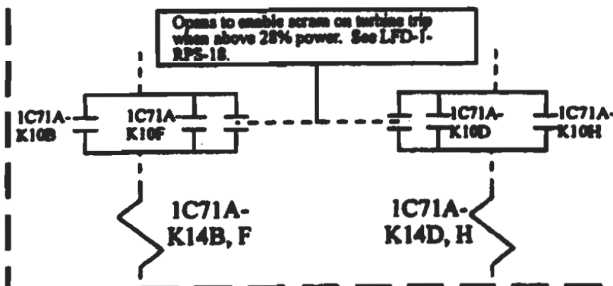 Opens to enable scram on turbine trip
when above 28% power. See LFD-1-
RPS-18.
1C71A-
K10B
1C71A-
K10F
1C71A-
K10D
1C71A-
K10H
1C71A-
K14B, F
1C71A-
K14D, H